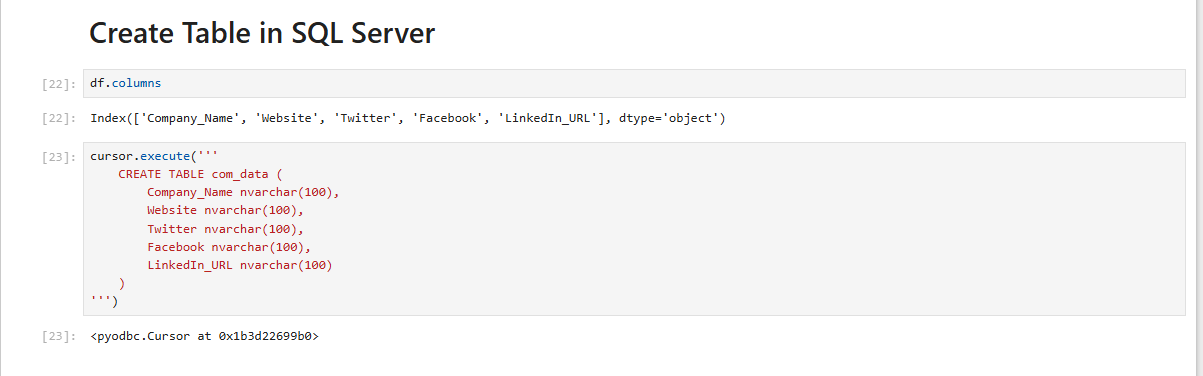 Create Table in SQL Server
[22]: df.columns
[22]: Index(['Company_Name', 'Website', 'Twitter', 'Facebook', 'LinkedIn_URL'], dtype='object')
[23]: cursor.execute('''
    CREATE TABLE com_data (
        Company_Name nvarchar(100),
        Website nvarchar(100),
        Twitter nvarchar(100),
        Facebook nvarchar(100),
        LinkedIn_URL nvarchar(100)
    )
''')
[23]: <pyodbc.Cursor at 0x1b3d22699b0>